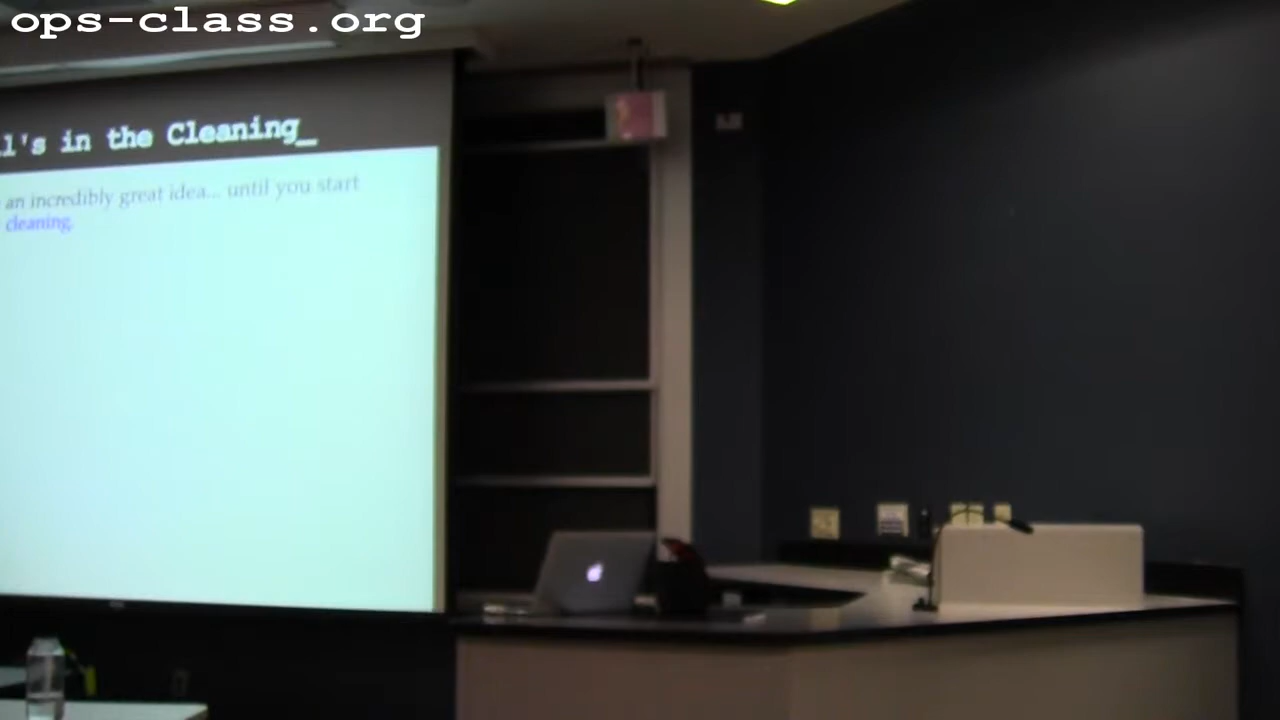 ops-class.org
l's in the Cleaning_
an incredibly great idea... until you start
cleaning.